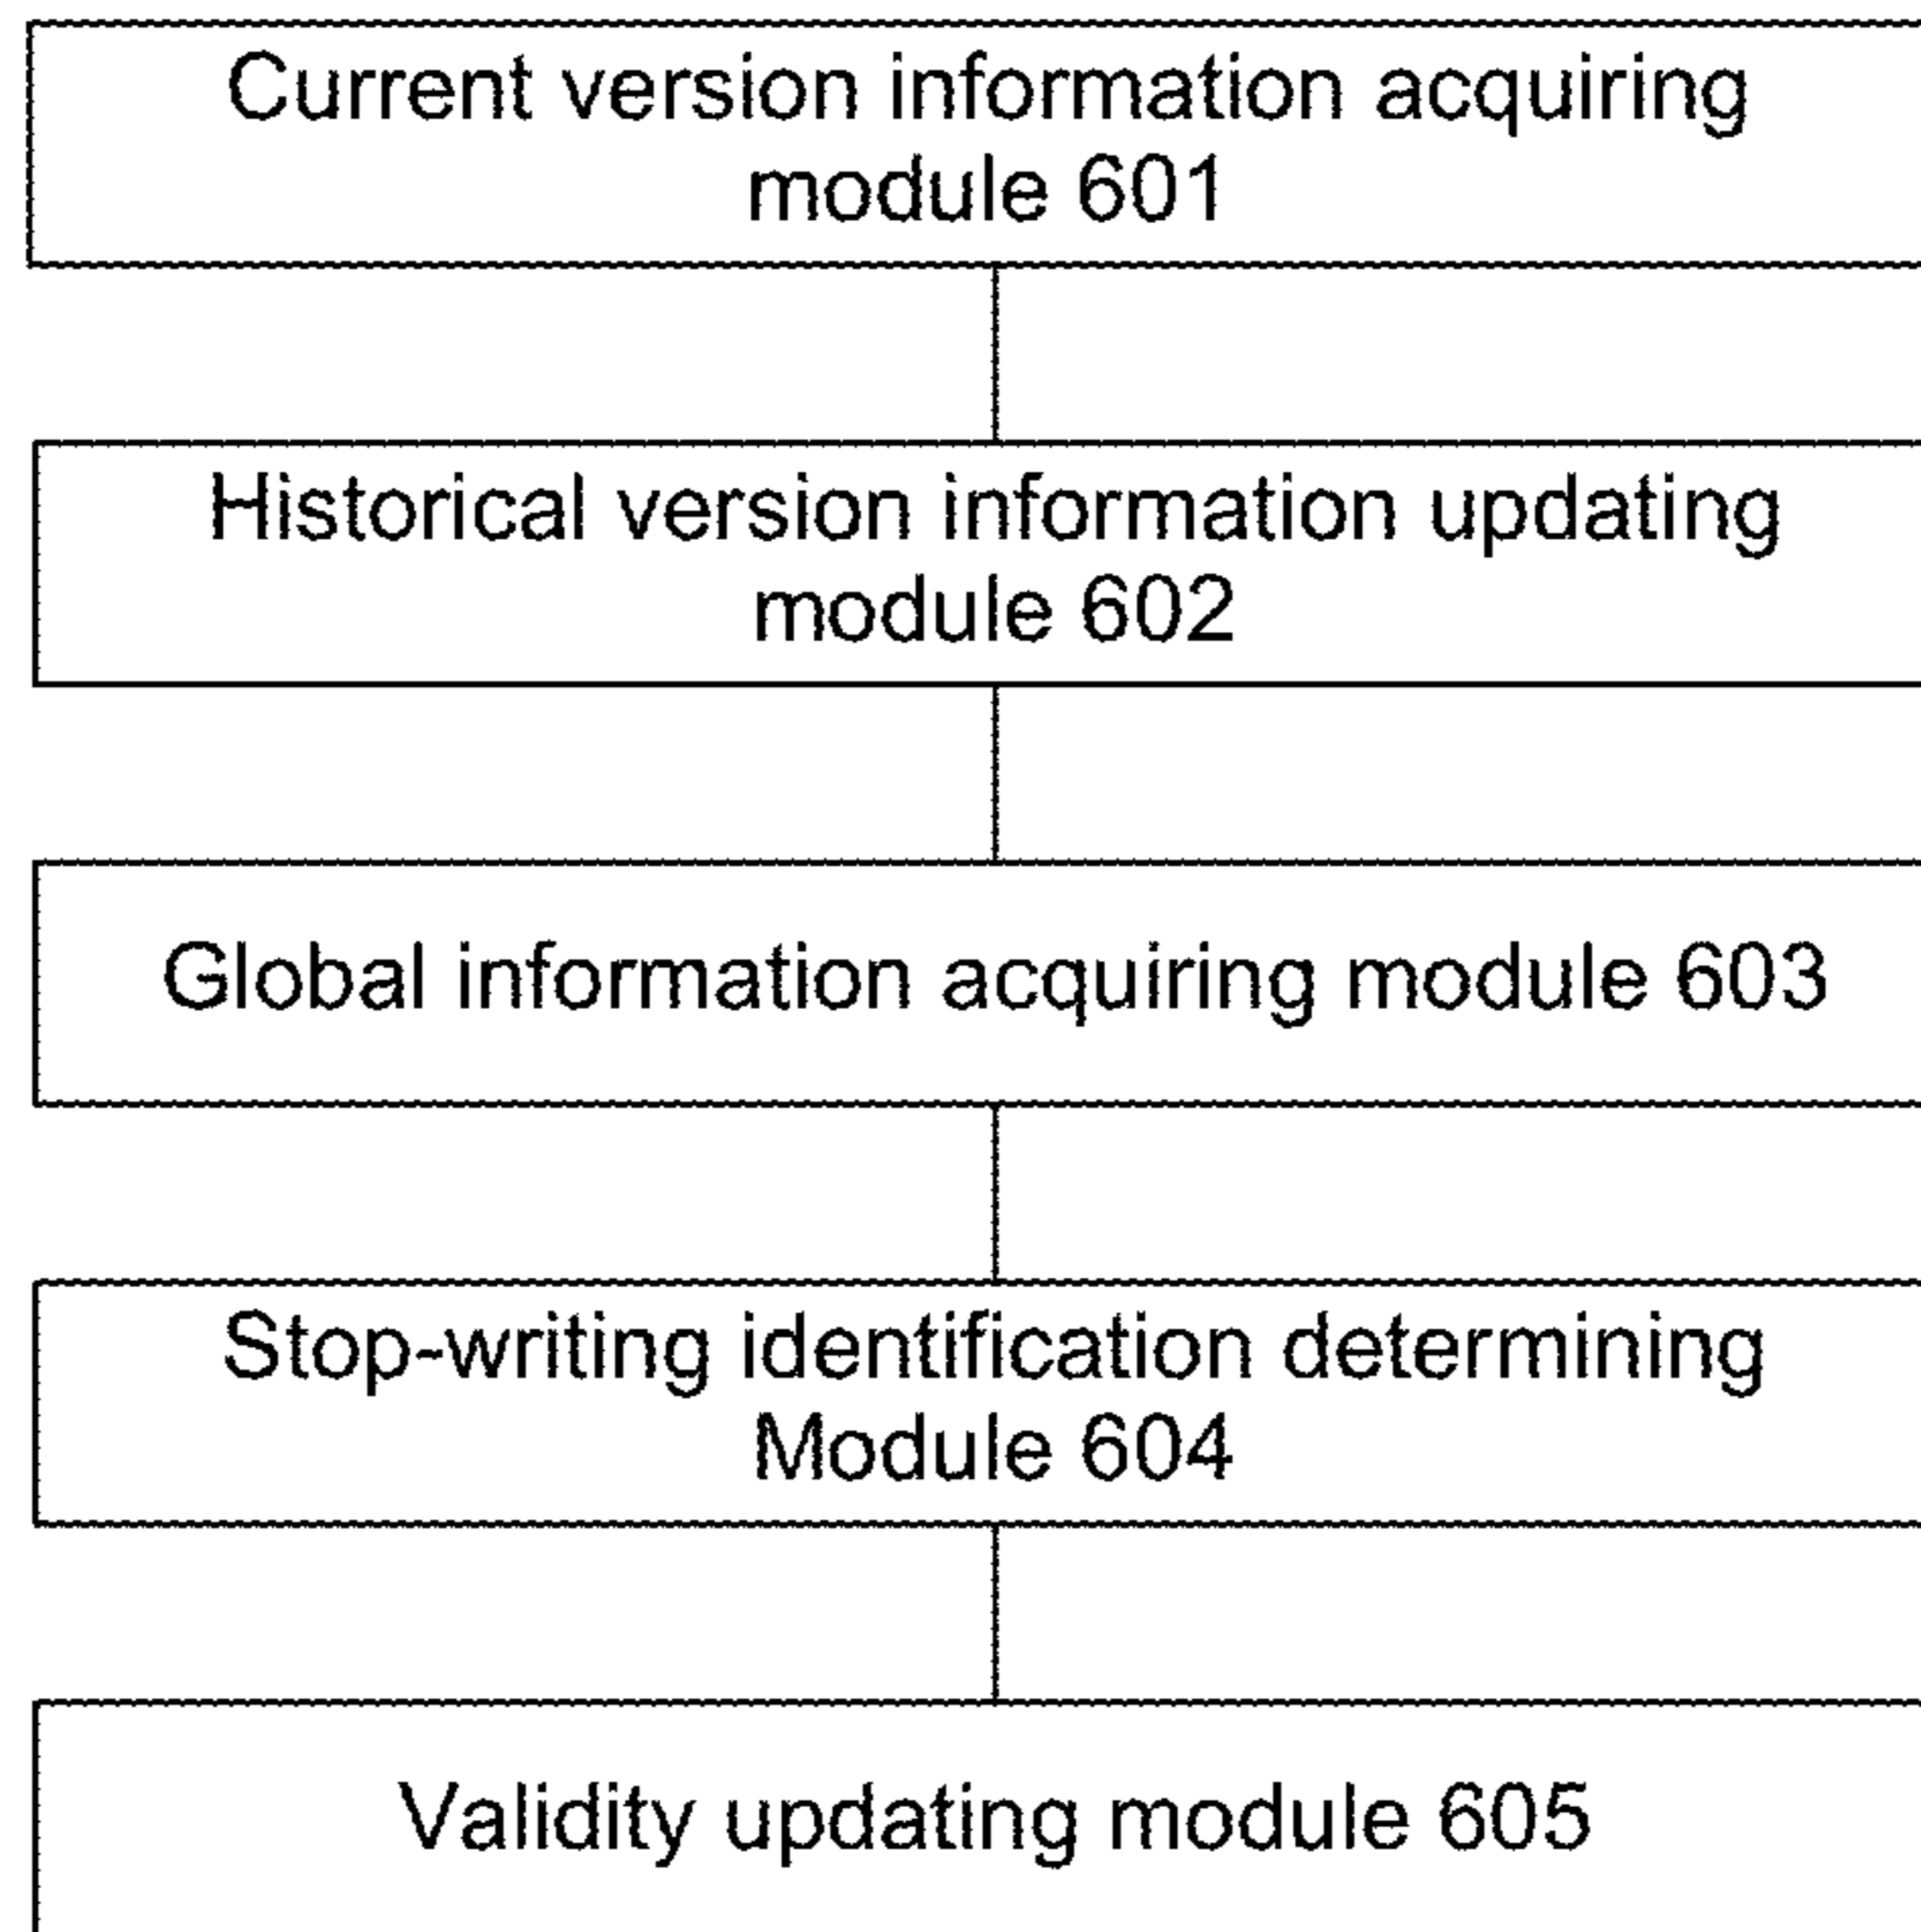 Current version information acquiring
module 601
Historical version information updating
module 602
Global information acquiring module 603
Stop-writing identification determining
Module 604
Validity updating module 605